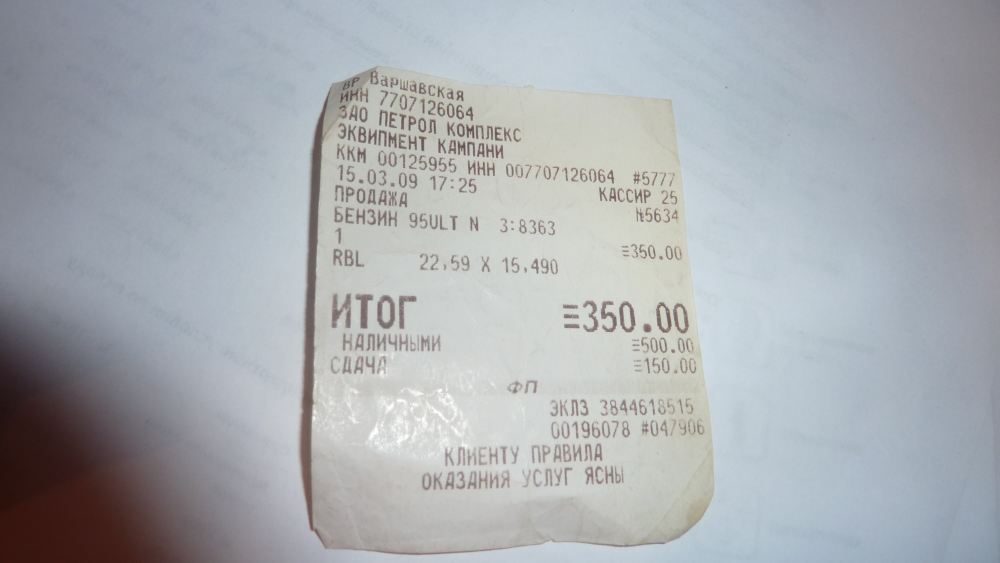 BP Варшавская
ИНН 7707126064
ЗАО ПЕТРОЛ КОМПЛЕКС
ЭКВИПМЕНТ КАМПАНИ
ККМ 00125955 ИНН 007707126064 #5777
15.03.09 17:25 КАССИР 25
ПРОДАЖА №5634
БЕНЗИН 95ULT N 3:8363
1 ≡350.00
RBL 22,59 X 15,490
ИТОГ ≡350.00
НАЛИЧНЫМИ ≡500.00
СДАЧА ≡150.00
ФП
ЭКЛЗ 3844618515
00196078 #047906
КЛИЕНТУ ПРАВИЛА
ОКАЗАНИЯ УСЛУГ ЯСНЫ